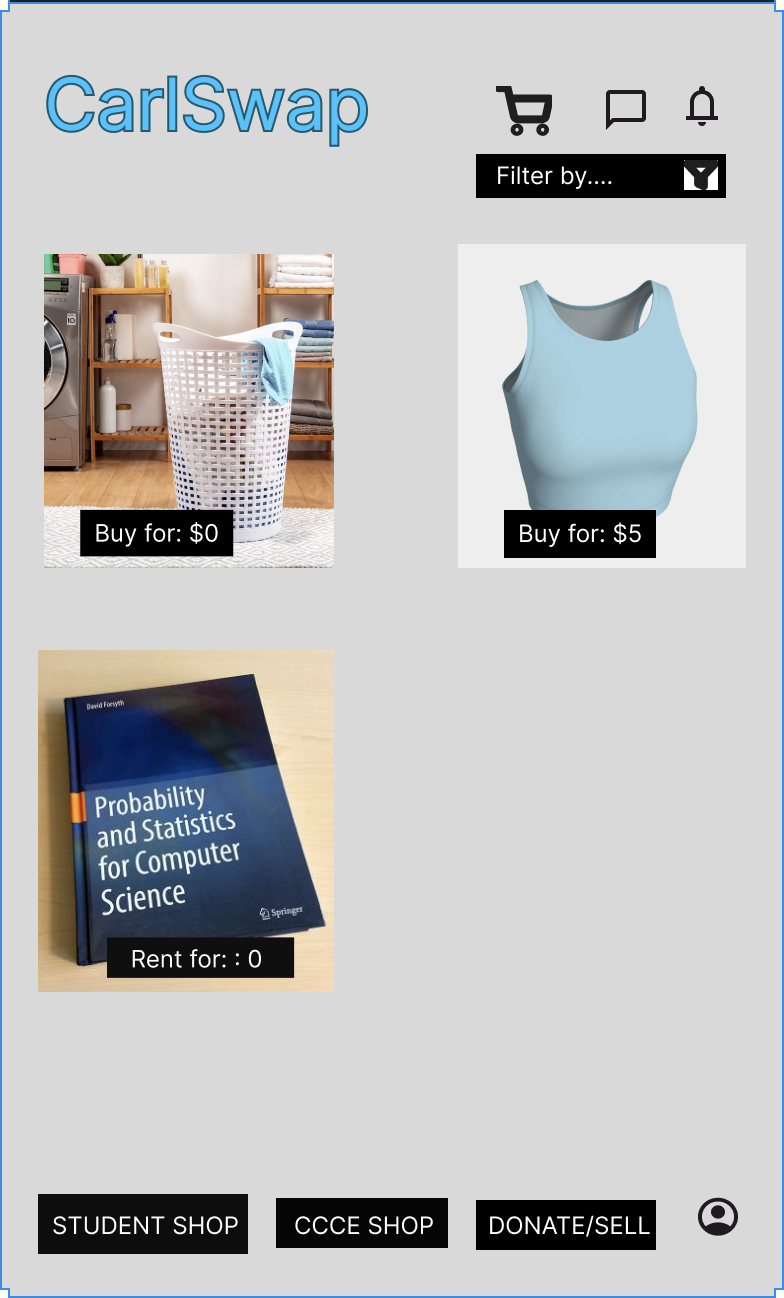 CarlSwap
Filter by....
Buy for: $0
Buy for: $5
David Forsyth
Probability
and Statistics
for Computer
Science
Springer
Rent for: : 0
STUDENT SHOP
CCCE SHOP
DONATE/SELL